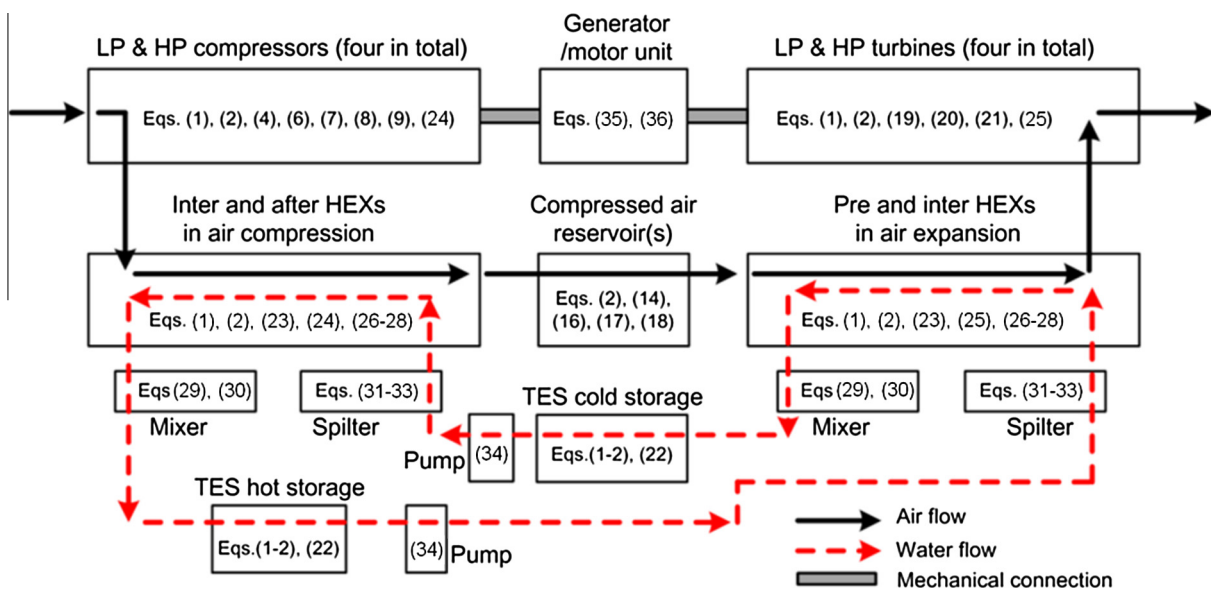 LP & HP compressors (four in total)
Generator
/motor unit
LP & HP turbines (four in total)
Eqs. (1), (2), (4), (6), (7), (8), (9), (24)
Eqs. (35), (36)
Eqs. (1), (2), (19), (20), (21), (25)
Inter and after HEXs
in air compression
Compressed air
reservoir(s)
Pre and inter HEXs
in air expansion
Eqs. (1), (2), (23), (24), (26-28)
Eqs. (2), (14),
(16), (17), (18)
Eqs. (1), (2), (23), (25), (26-28)
Eqs (29), (30)
Mixer
Eqs. (31-33)
Spilter
TES cold storage
Eqs (29), (30)
Mixer
Eqs. (31-33)
Spilter
Pump
(34)
Eqs.(1-2), (22)
TES hot storage
Eqs.(1-2), (22)
(34)
Pump
Air flow
Water flow
Mechanical connection